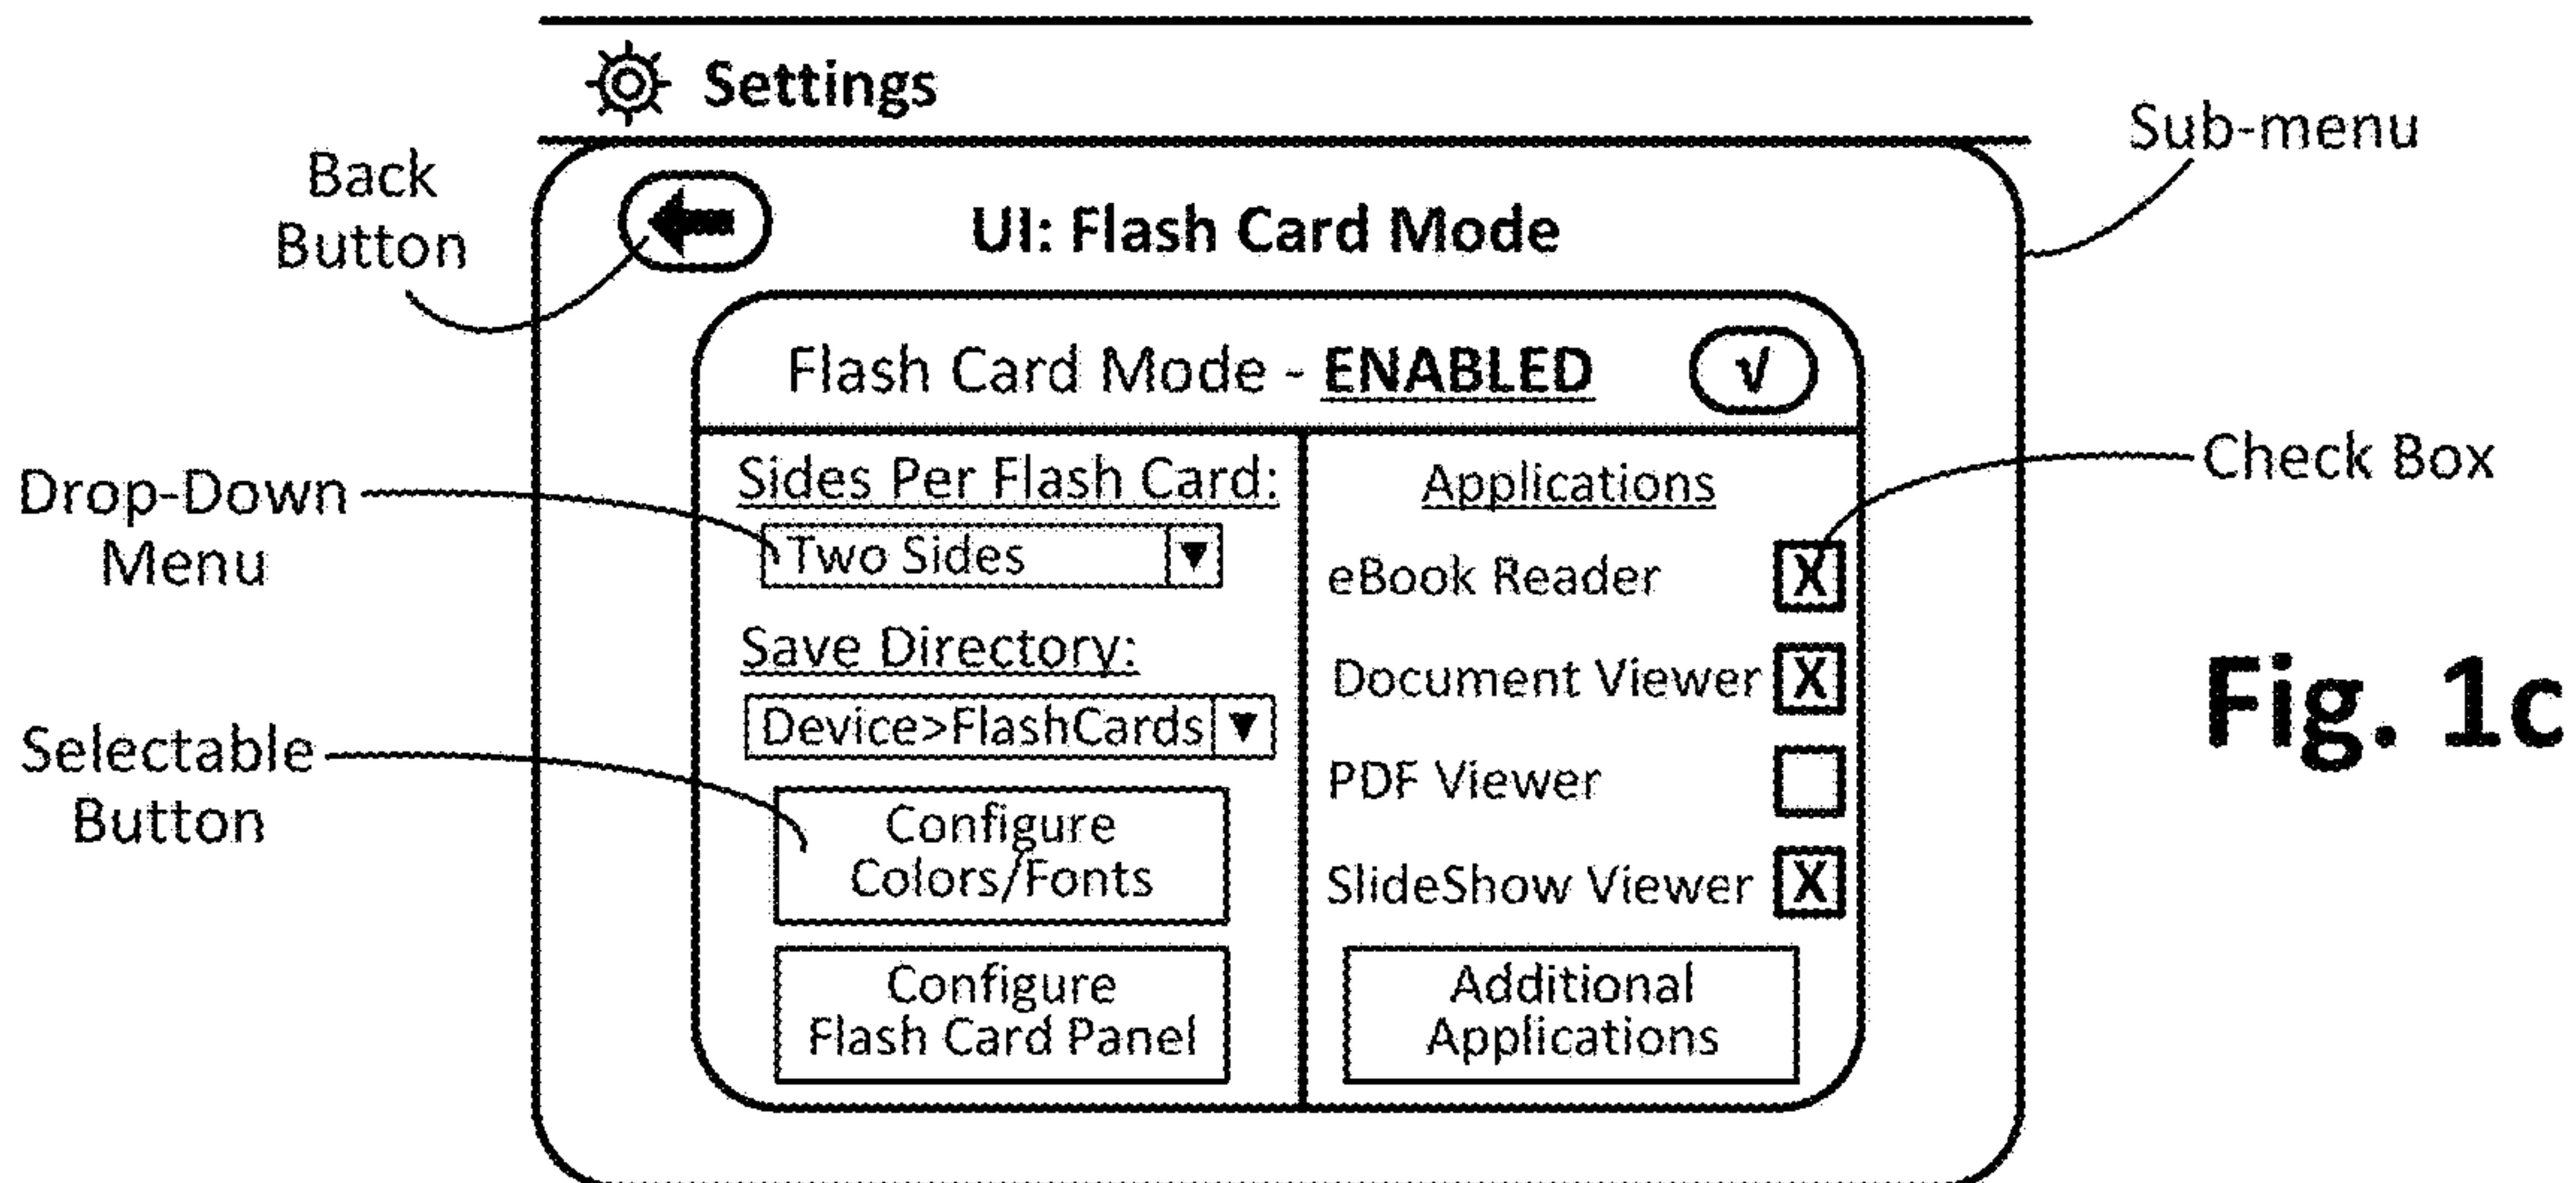 Settings
Back
Button
Sub-menu
UI: Flash Card Mode
Flash Card Mode - ENABLED
√
Drop-Down
Menu
Sides Per Flash Card:
Two Sides
Save Directory:
Device>FlashCards
Selectable
Button
Configure
Colors/Fonts
Configure
Flash Card Panel
Applications
Check Box
eBook Reader X
Document Viewer X
PDF Viewer
SlideShow Viewer X
Additional
Applications
Fig. 1c